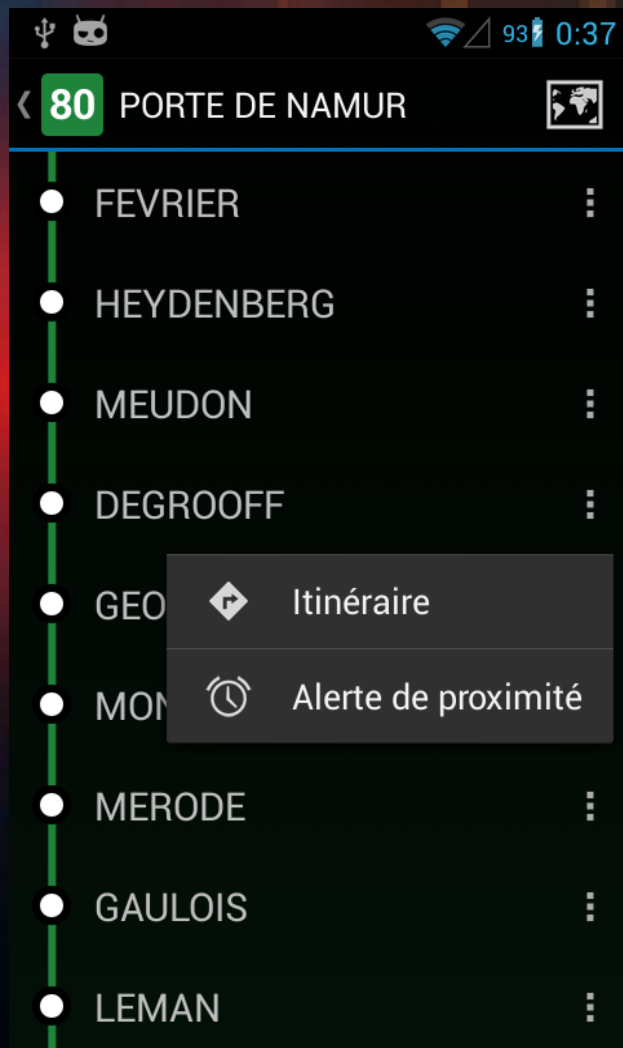 93 0:37
80 PORTE DE NAMUR
FEVRIER
HEYDENBERG
MEUDON
DEGROOFF
GEO
Itinéraire
MON
Alerte de proximité
MERODE
GAULOIS
LEMAN